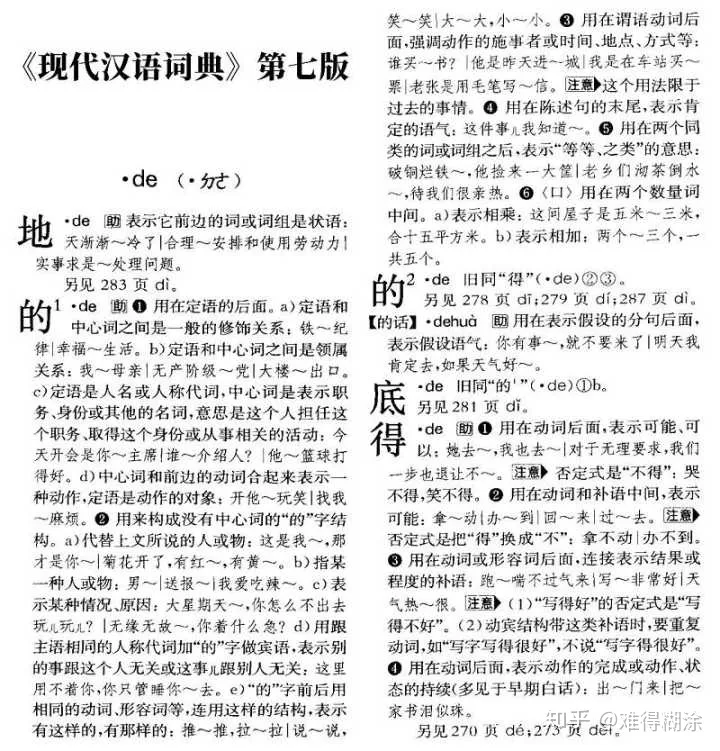 《现代汉语词典》第七版
·de （·ㄉㄜ）
地 ·de 助 表示它前边的词或词组是状语：
天渐渐～冷了|合理～安排和使用劳动力|
实事求是～处理问题。
另见 283 页 dì。
的¹ ·de 助 ❶ 用在定语的后面。a)定语和
中心词之间是一般的修饰关系：铁～纪
律|幸福～生活。b)定语和中心词之间是领属
关系：我～母亲|无产阶级～党|大楼～出口。
c)定语是人名或人称代词，中心词是表示职
务、身份或其他的名词，意思是这个人担任这
个职务、取得这个身份或从事相关的活动：今
天开会是你～主席|谁～介绍人？|他～篮球打
得好。d)中心词和前边的动词合起来表示一
种动作，定语是动作的对象：开他～玩笑|找我
～麻烦。❷ 用来构成没有中心词的“的”字结
构。a)代替上文所说的人或物：这是我～，那
才是你～|菊花开了，有红～，有黄～。b)指某
一种人或物：男～|送报～|我爱吃辣～。c)表
示某种情况、原因：大星期天～，你怎么不出去
玩儿玩儿？|无缘无故～，你着什么急？d)用跟
主语相同的人称代词加“的”字做宾语，表示别
的事跟这个人无关或这事儿跟别人无关：这里
用不着你，你只管睡你～去。e)“的”字前后用
相同的动词、形容词等，连用这样的结构，表示
有这样的，有那样的：推～推，拉～拉|说～说，
笑～笑|大～大，小～小。❸ 用在谓语动词后
面，强调动作的施事者或时间、地点、方式等：
谁买～书？|他是昨天进～城|我是在车站买～
票|老张是用毛笔写～信。注意▶这个用法限于
过去的事情。❹ 用在陈述句的末尾，表示肯
定的语气：这件事儿我知道～。❺ 用在两个同
类的词或词组之后，表示“等等、之类”的意思：
破铜烂铁～，他捡来一大筐|老乡们沏茶倒水
～，待我们很亲热。❻〈口〉用在两个数量词
中间。a)表示相乘：这间屋子是五米～三米，
合十五平方米。b)表示相加：两个～三个，一
共五个。
的² ·de 旧同“得”(·de)②③。
另见 278 页 dī；279 页 dí；287 页 dì。
【的话】·dehuà 助 用在表示假设的分句后面，
表示假设语气：你有事～，就不要来了|明天我
肯定去，如果天气好～。
底 ·de 旧同“的¹”(·de)①b。
另见 281 页 dǐ。
得 ·de 助 ❶ 用在动词后面，表示可能、可
以：她去～，我也去～|对于无理要求，我们
一步也退让不～。注意▶ 否定式是“不得”：哭
不得，笑不得。❷ 用在动词和补语中间，表示
可能：拿～动|办～到|回～来|过～去。注意▶
否定式是把“得”换成“不”：拿不动|办不到。
❸ 用在动词或形容词后面，连接表示结果或
程度的补语：跑～喘不过气来|写～非常好|天
气热～很。注意▶ (1)“写得好”的否定式是“写
得不好”。(2)动宾结构带这类补语时，要重复
动词，如“写字写得很好”，不说“写字得很好”。
❹ 用在动词后面，表示动作的完成或动作、状
态的持续(多见于早期白话)：出～门来|把～
家书泪似珠。
另见 270 页 dé；273 页 děi。
知乎 @难得糊涂